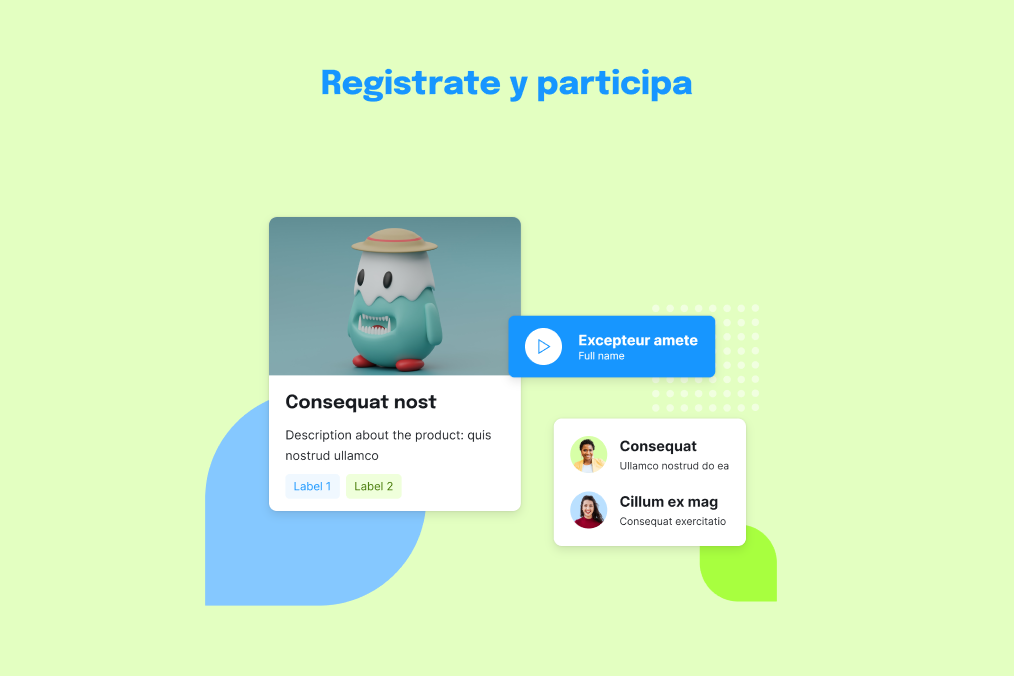 Registrate y participa
Excepteur amete
Full name
Consequat nost
Description about the product: quis
nostrud ullamco
Label 1 Label 2
Consequat
Ullamco nostrud do ea
Cillum ex mag
Consequat exercitatio